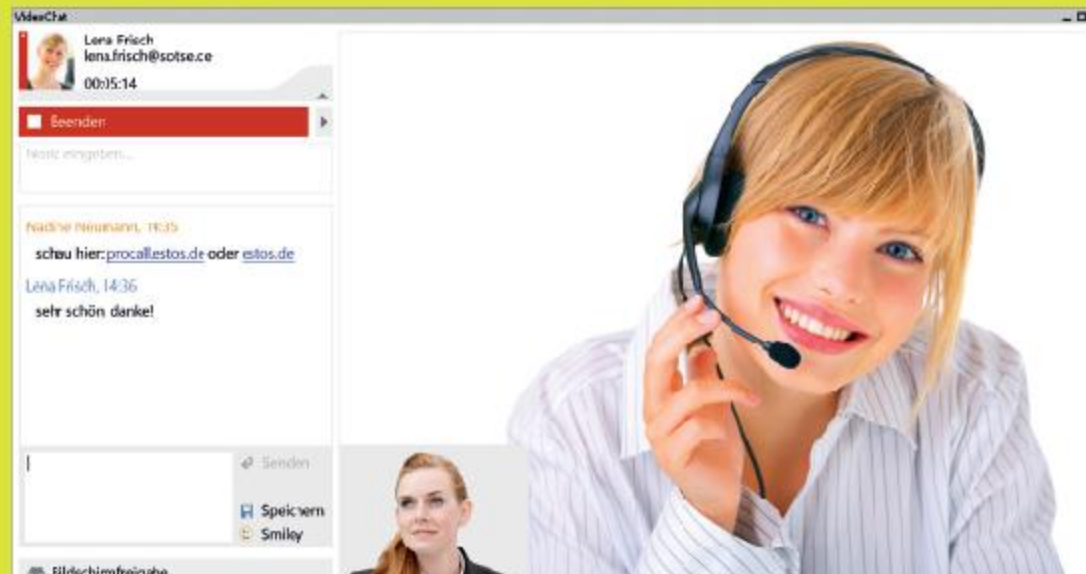 VideoChat
Lena Frisch
lena.frisch@sotse.ce
00:05:14
Beenden
Notiz eingeben...
Nadine Neumann, 14:35
schau hier: procall.estos.de oder estos.de
Lena Frisch, 14:36
sehr schön danke!
Senden
Speichern
Smiley
Bildschirmfreigabe